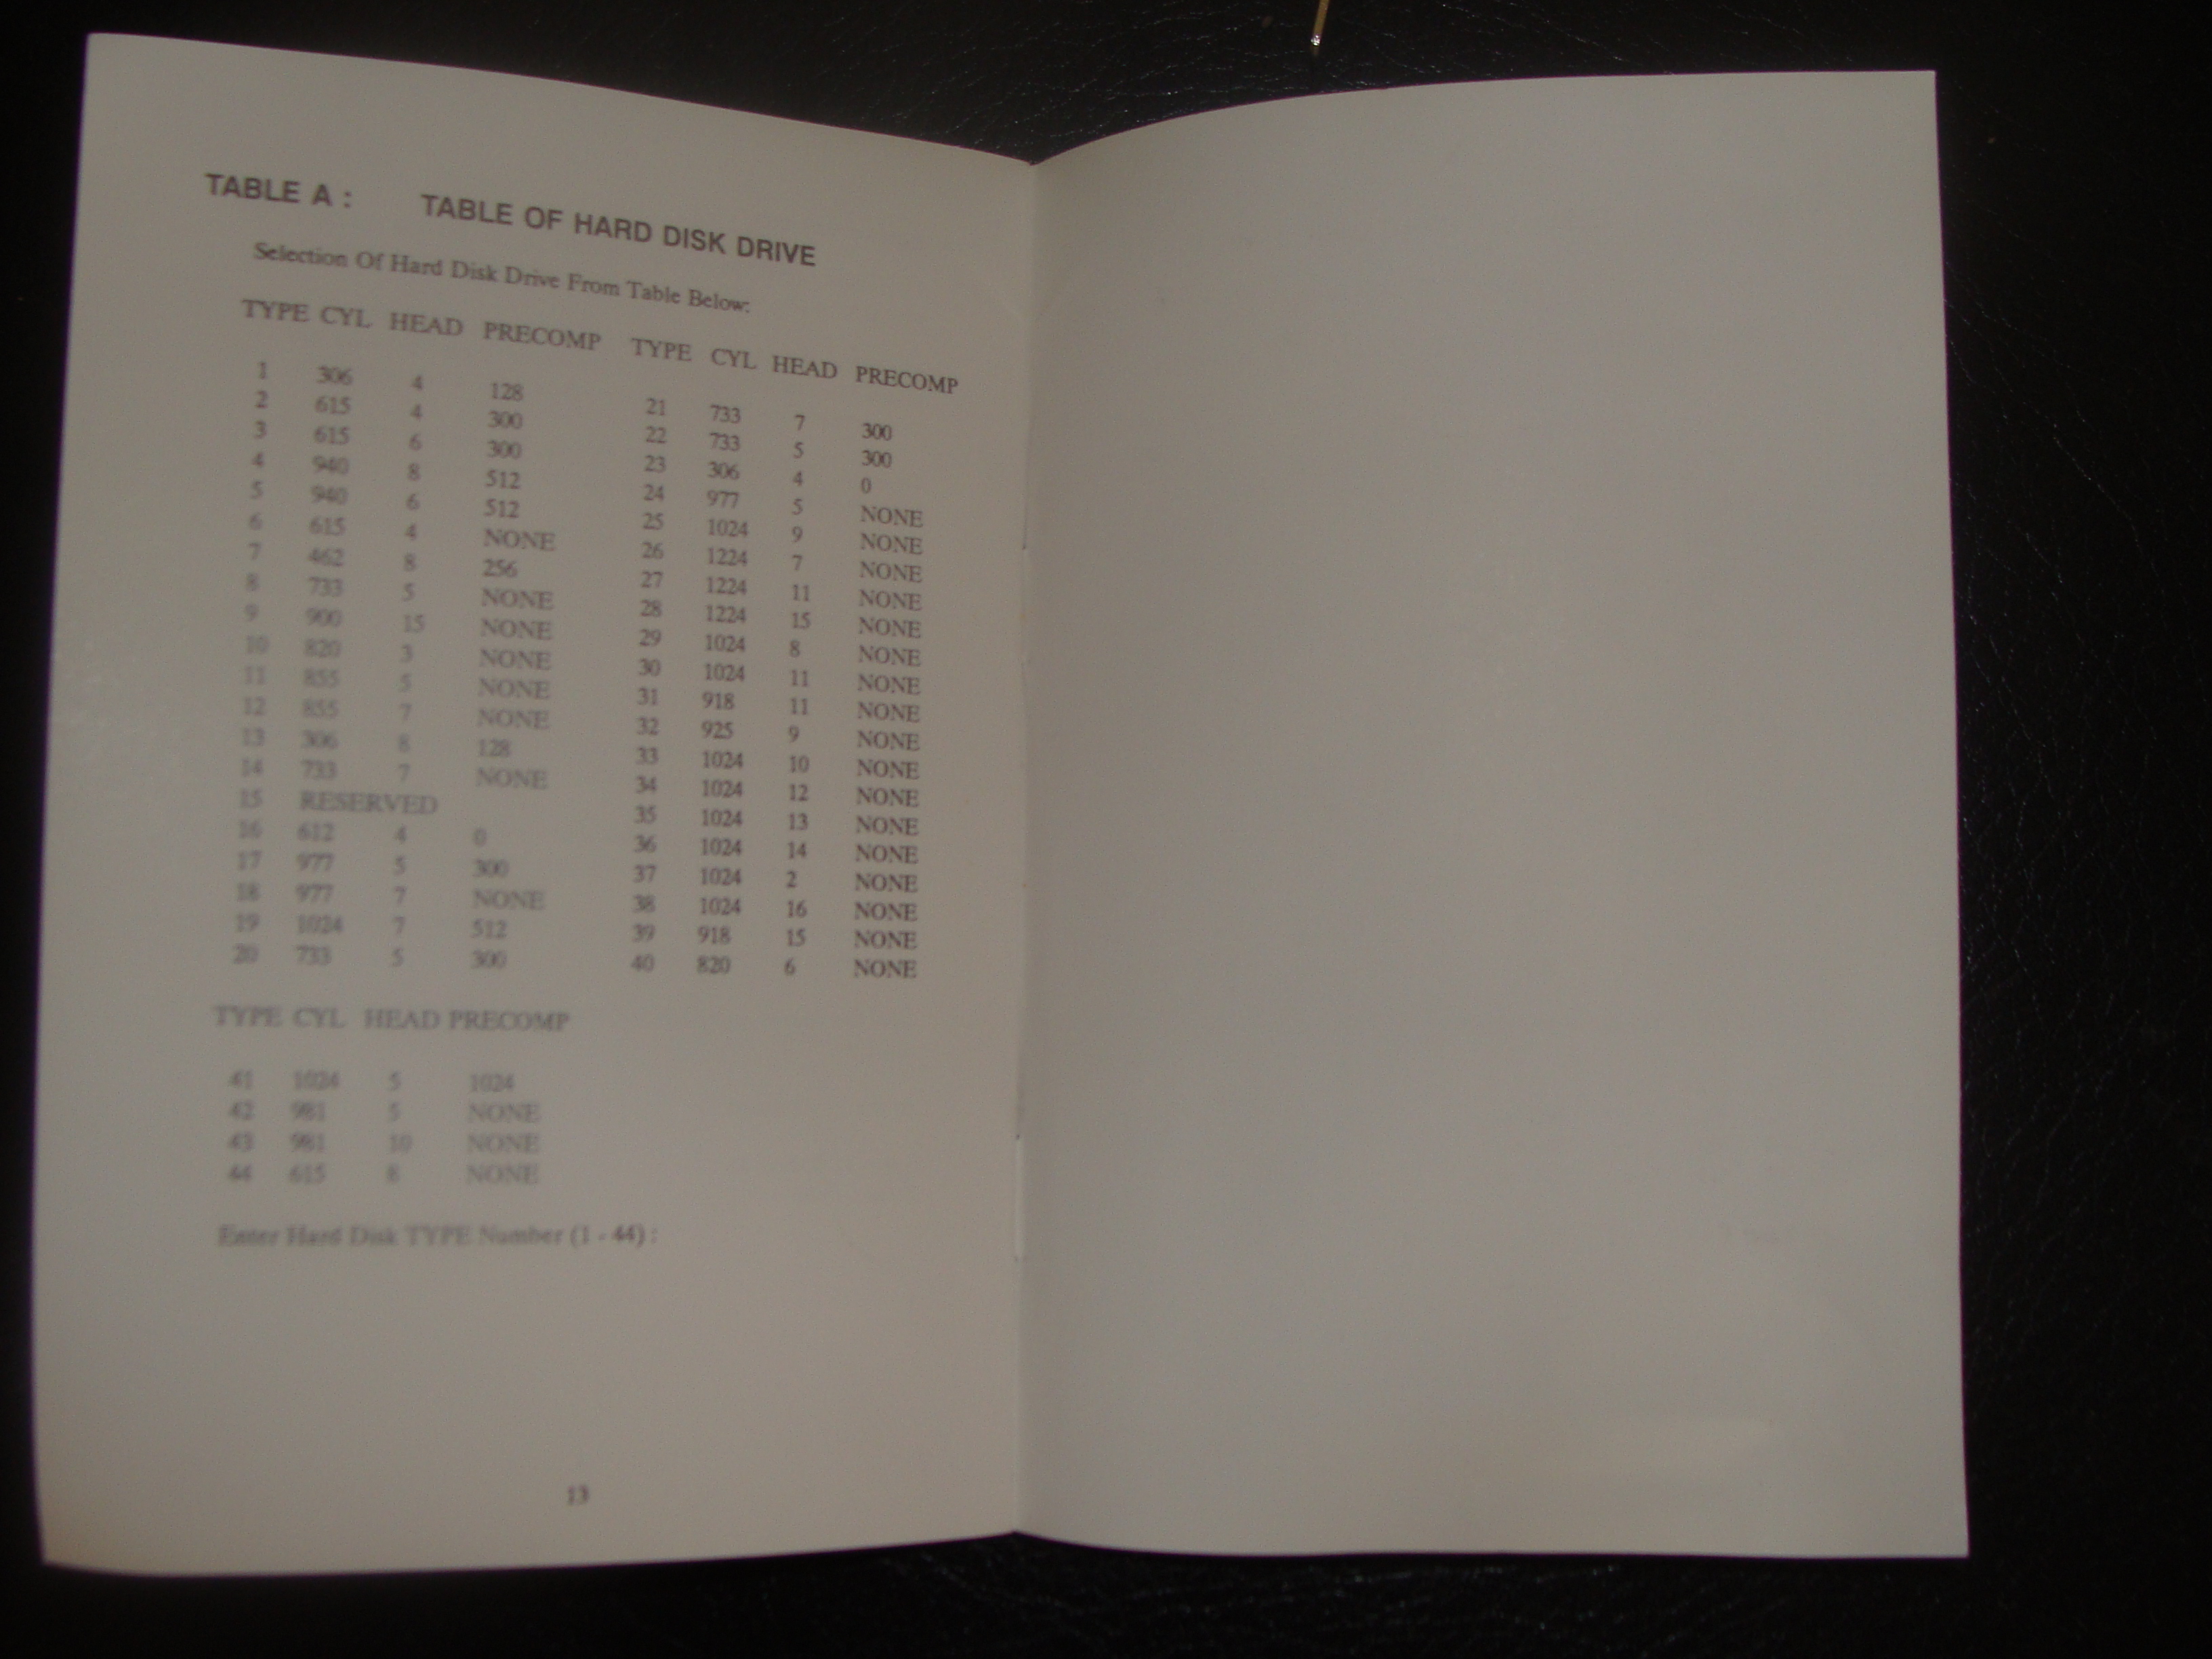 TABLE A : TABLE OF HARD DISK DRIVE
Selection Of Hard Disk Drive From Table Below:
TYPE CYL HEAD PRECOMP TYPE CYL HEAD PRECOMP
1 306 4 128 21 733 7 300
2 615 4 300 22 733 5 300
3 615 6 300 23 306 4 0
4 940 8 512 24 977 5 NONE
5 940 6 512 25 1024 9 NONE
6 615 4 NONE 26 1224 7 NONE
7 462 8 256 27 1224 11 NONE
8 733 5 NONE 28 1224 15 NONE
9 900 15 NONE 29 1024 8 NONE
10 820 3 NONE 30 1024 11 NONE
11 855 5 NONE 31 918 11 NONE
12 855 7 NONE 32 925 9 NONE
13 306 8 128 33 1024 10 NONE
14 733 7 NONE 34 1024 12 NONE
15 RESERVED 35 1024 13 NONE
16 612 4 0 36 1024 14 NONE
17 977 5 300 37 1024 2 NONE
18 977 7 NONE 38 1024 16 NONE
19 1024 7 512 39 918 15 NONE
20 733 5 300 40 820 6 NONE
TYPE CYL HEAD PRECOMP
41 1024 5 1024
42 981 5 NONE
43 981 10 NONE
44 615 8 NONE
Enter Hard Disk TYPE Number (1 - 44) :
13